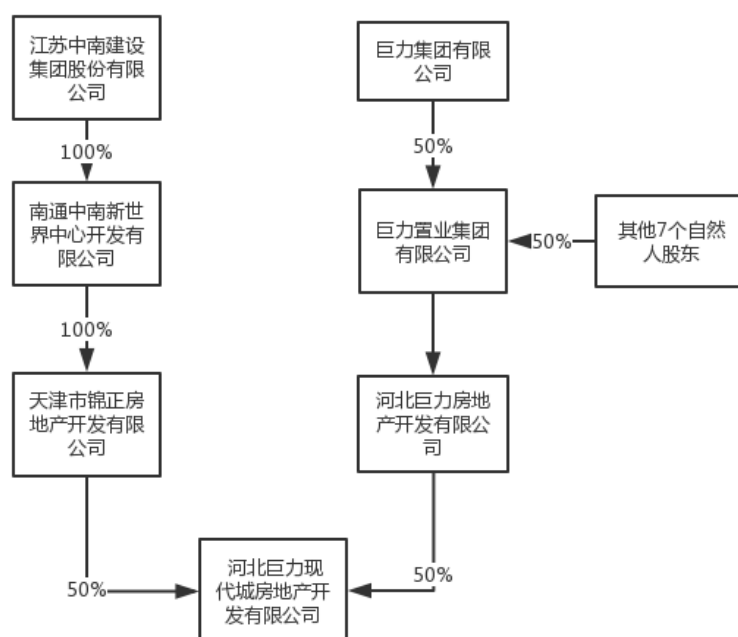 江苏中南建设
集团股份有限
公司
巨力集团有限
公司
100%
50%
南通中南新世
界中心开发有
限公司
巨力置业集团
有限公司
50%
其他7个自然
人股东
100%
天津市锦正房
地产开发有限
公司
河北巨力房地
产开发有限公
司
50%
河北巨力现
代城房地产开
发有限公司
50%